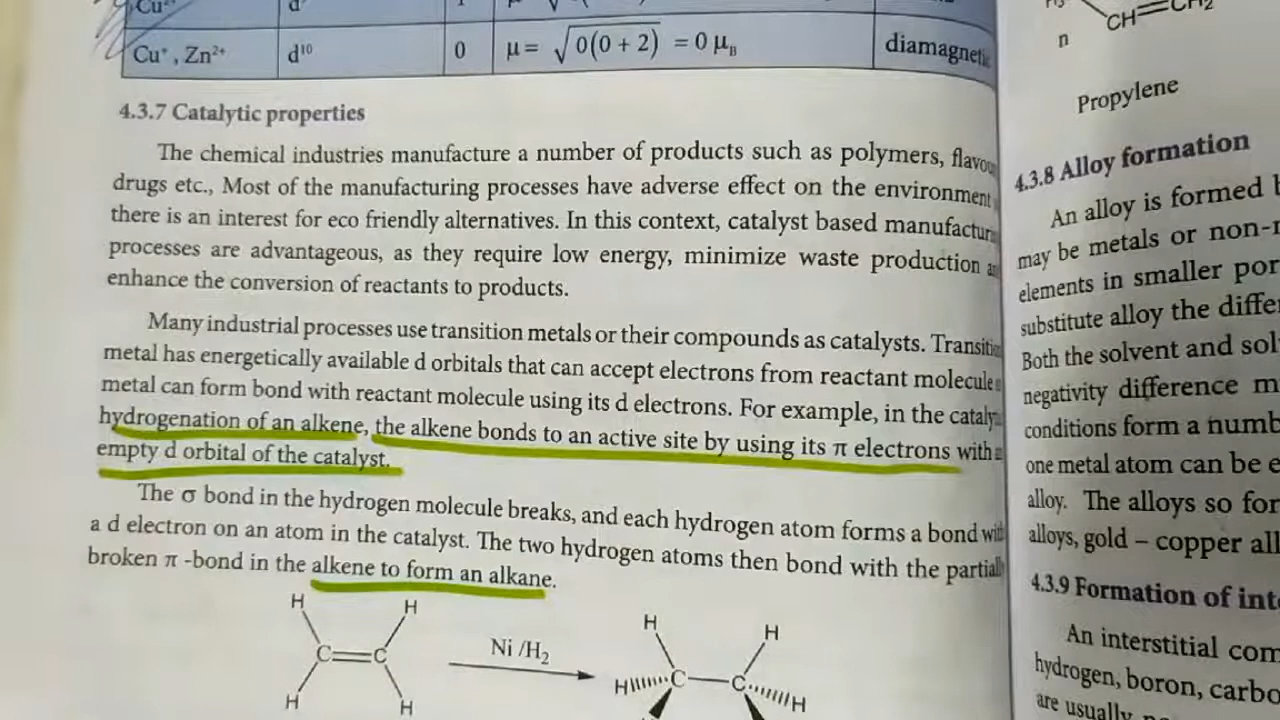 d
Cu⁺, Zn²⁺ d¹⁰ 0 μ = √0(0 + 2) = 0 μB
4.3.7 Catalytic properties
The chemical industries manufacture a number of products such as polymers,
drugs etc., Most of the manufacturing processes have adverse effect on the environment
there is an interest for eco friendly alternatives. In this context, catalyst based
processes are advantageous, as they require low energy, minimize waste production
enhance the conversion of reactants to products.
Many industrial processes use transition metals or their compounds as catalysts.
metal has energetically available d orbitals that can accept electrons from reactant
metal can form bond with reactant molecule using its d electrons. For example, in the
hydrogenation of an alkene, the alkene bonds to an active site by using its π electrons with
empty d orbital of the catalyst.
The σ bond in the hydrogen molecule breaks, and each hydrogen atom forms a bond
a d electron on an atom in the catalyst. The two hydrogen atoms then bond with the
broken π -bond in the alkene to form an alkane.
H H
C C
H H
Ni /H₂
H H
H C C H
CH CH₂
n
Propylene
4.3.8 Alloy formation
An alloy is formed
may be metals or
elements in smaller
substitute alloy the
Both the solvent and
negativity difference
conditions form a
one metal atom can be
alloy. The alloys so
alloys, gold – copper
4.3.9 Formation of
An interstitial
hydrogen, boron,
are usually